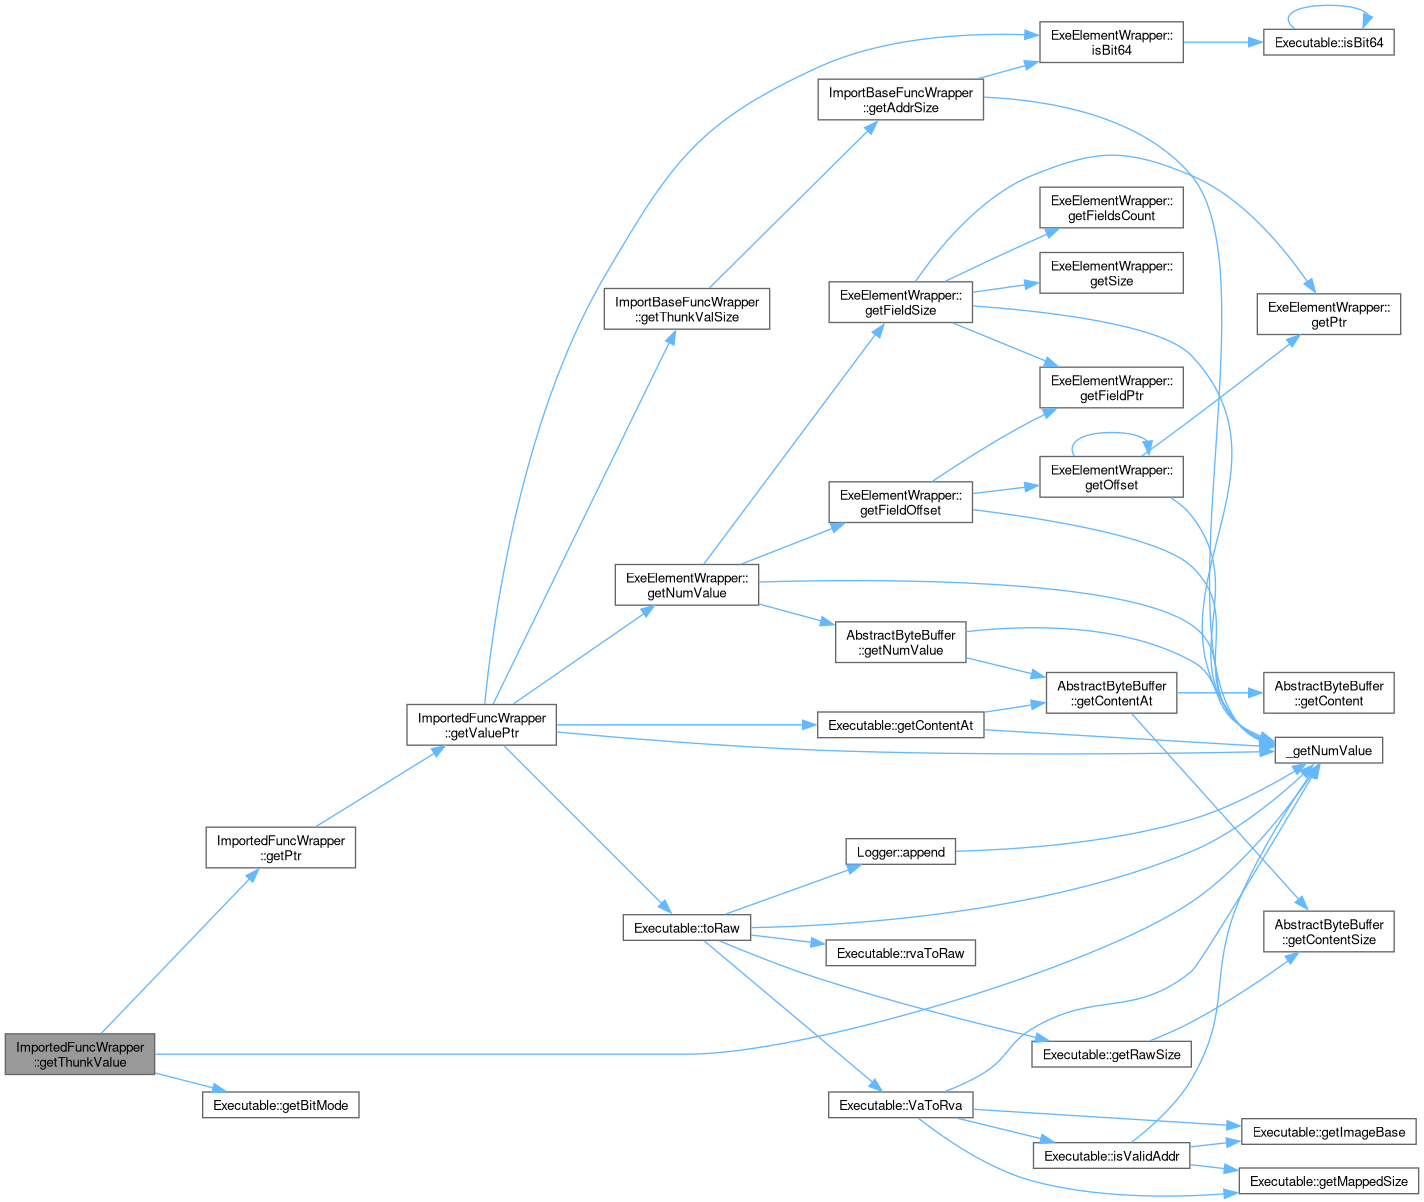 ExeElementWrapper::
isBit64
Executable::isBit64
ImportBaseFuncWrapper
::getAddrSize
ExeElementWrapper::
getFieldsCount
ExeElementWrapper::
getSize
ImportBaseFuncWrapper
::getThunkValSize
ExeElementWrapper::
getFieldSize
ExeElementWrapper::
getPtr
ExeElementWrapper::
getFieldPtr
ExeElementWrapper::
getOffset
ExeElementWrapper::
getFieldOffset
ExeElementWrapper::
getNumValue
AbstractByteBuffer
::getNumValue
AbstractByteBuffer
::getContentAt
AbstractByteBuffer
::getContent
ImportedFuncWrapper
::getValuePtr
Executable::getContentAt
_getNumValue
ImportedFuncWrapper
::getPtr
Logger::append
Executable::toRaw
Executable::rvaToRaw
AbstractByteBuffer
::getContentSize
ImportedFuncWrapper
::getThunkValue
Executable::getRawSize
Executable::getBitMode
Executable::VaToRva
Executable::getImageBase
Executable::isValidAddr
Executable::getMappedSize